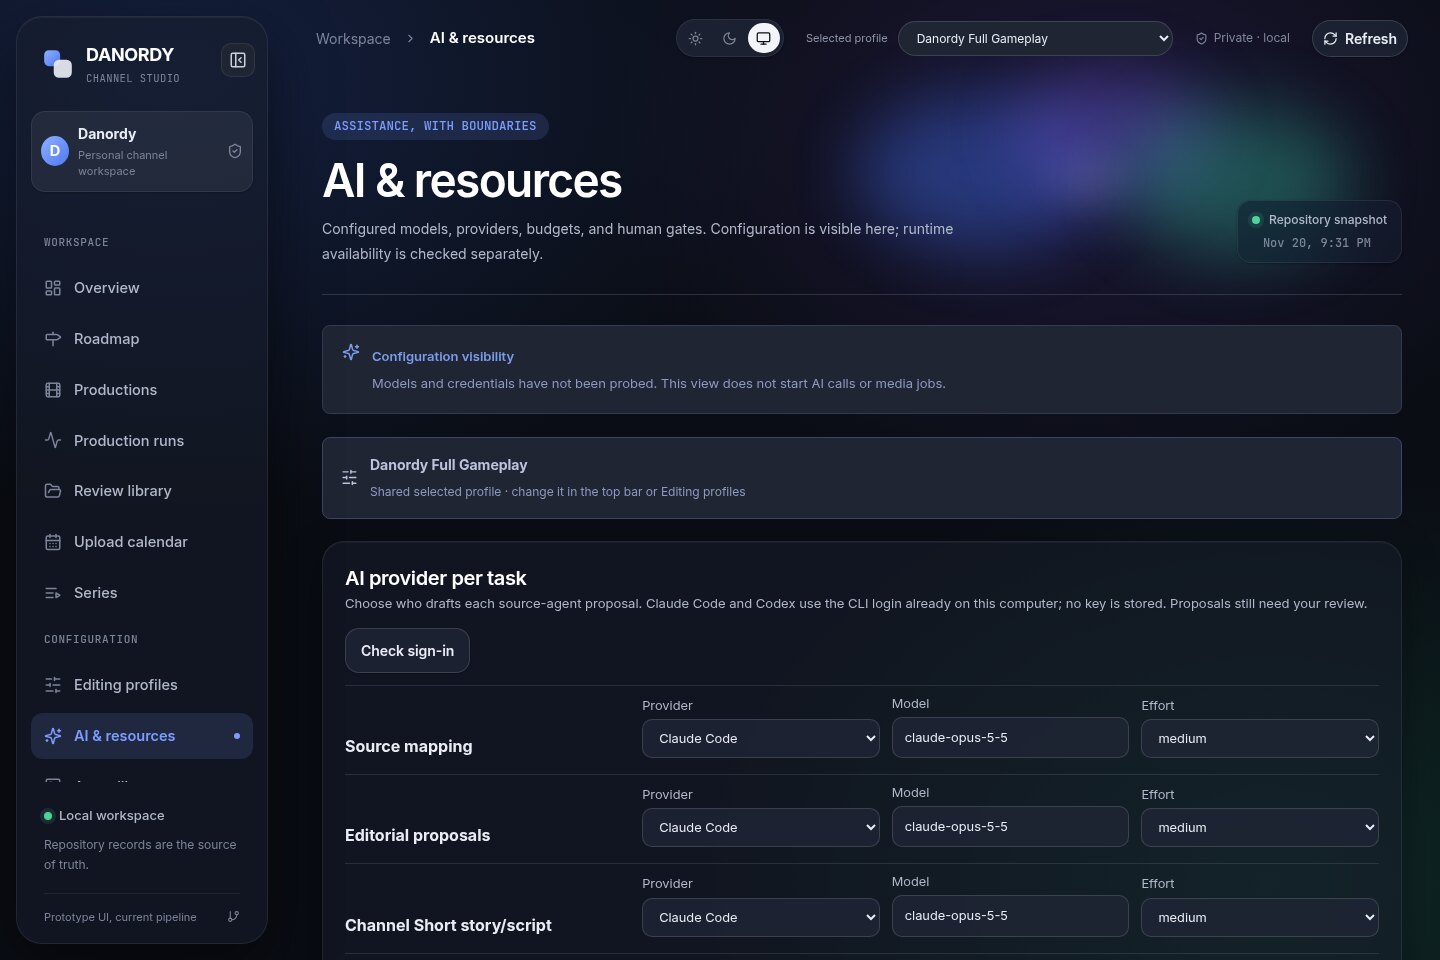 DANORDY
CHANNEL STUDIO
D
Danordy
Personal channel
workspace
WORKSPACE
Overview
Roadmap
Productions
Production runs
Review library
Upload calendar
Series
CONFIGURATION
Editing profiles
AI & resources
Local workspace
Repository records are the source
of truth.
Prototype UI, current pipeline
Workspace > AI & resources
Selected profile
Danordy Full Gameplay
Private · local
Refresh
ASSISTANCE, WITH BOUNDARIES
AI & resources
Configured models, providers, budgets, and human gates. Configuration is visible here; runtime
availability is checked separately.
Repository snapshot
Nov 20, 9:31 PM
Configuration visibility
Models and credentials have not been probed. This view does not start AI calls or media jobs.
Danordy Full Gameplay
Shared selected profile · change it in the top bar or Editing profiles
AI provider per task
Choose who drafts each source-agent proposal. Claude Code and Codex use the CLI login already on this computer; no key is stored. Proposals still need your review.
Check sign-in
Provider Model Effort
Source mapping Claude Code claude-opus-5-5 medium
Provider Model Effort
Editorial proposals Claude Code claude-opus-5-5 medium
Provider Model Effort
Channel Short story/script Claude Code claude-opus-5-5 medium